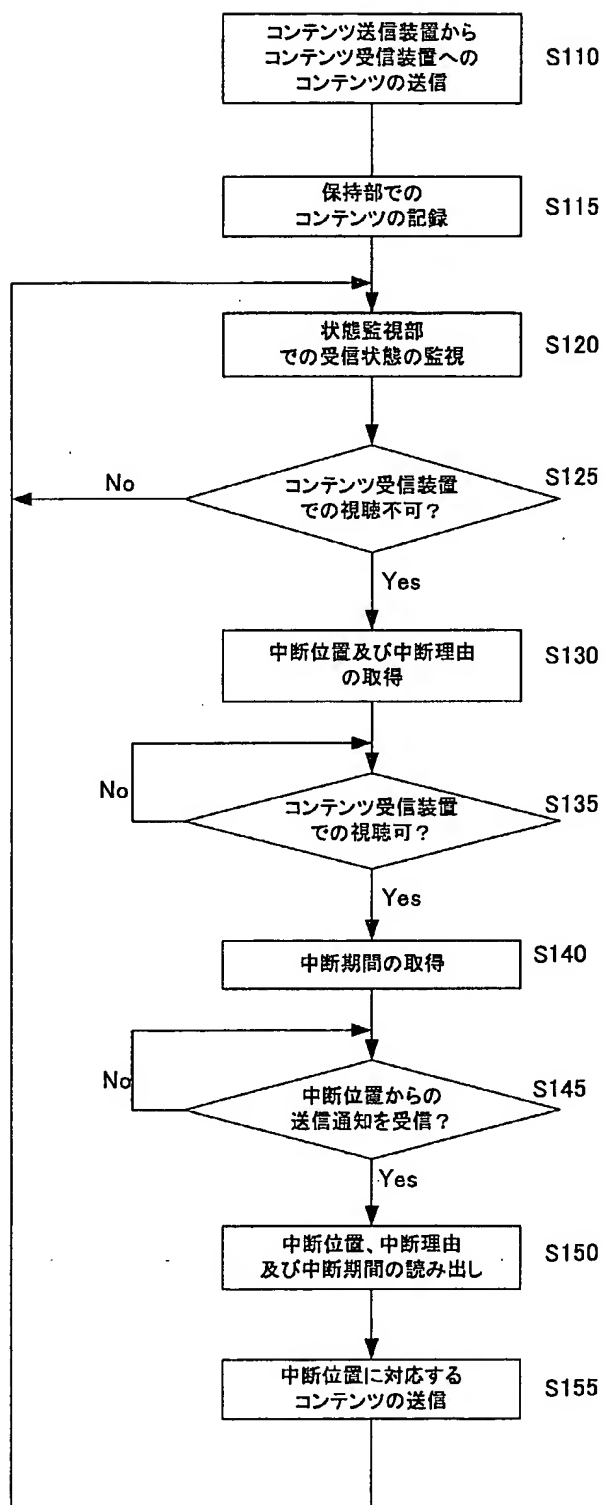 コンテンツ送信装置から
コンテンツ受信装置への
コンテンツの送信
S110
保持部での
コンテンツの記録
S115
状態監視部
での受信状態の監視
S120
コンテンツ受信装置
での視聴不可?
S125
No
Yes
中断位置及び中断理由
の取得
S130
コンテンツ受信装置
での視聴可?
S135
No
Yes
中断期間の取得
S140
中断位置からの
送信通知を受信?
S145
No
Yes
中断位置、中断理由
及び中断期間の読み出し
S150
中断位置に対応する
コンテンツの送信
S155